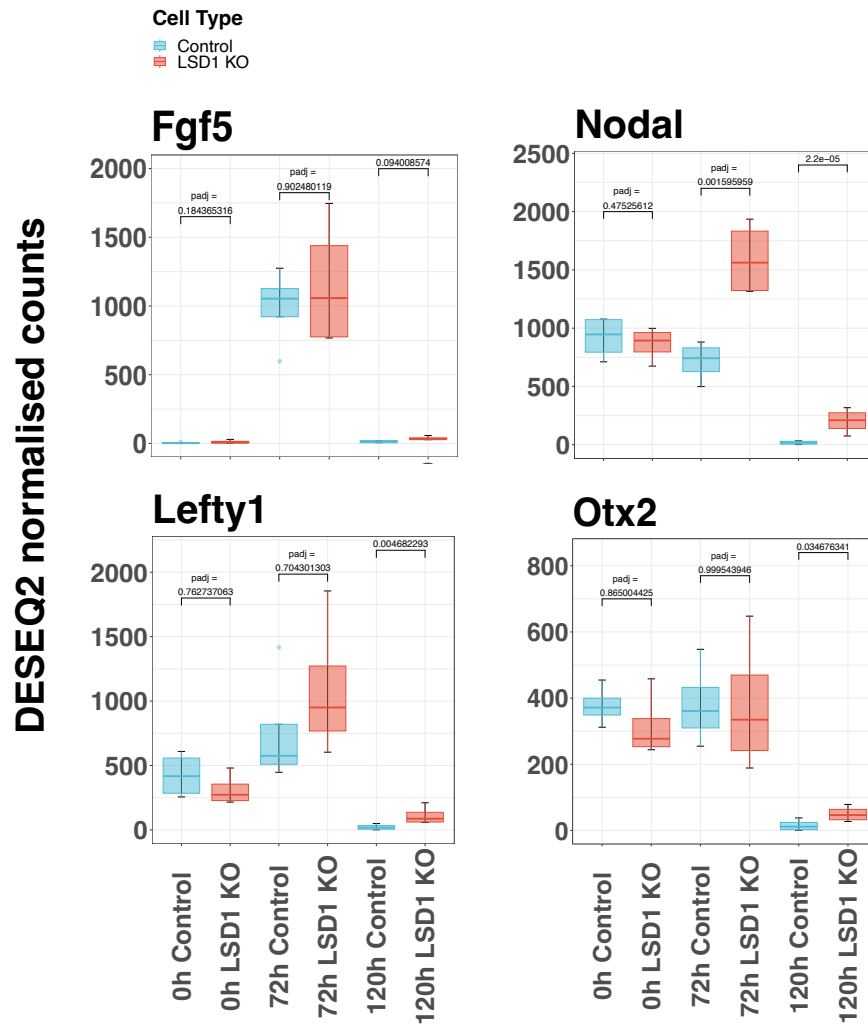 Cell Type
Control
LSD1 KO
DESEQ2 normalised counts
Fgf5
2000
1500
1000
500
0
padj =
0.184365316
padj =
0.902480119
0.094008574
Nodal
2500
2000
1500
1000
500
0
padj =
0.47525612
padj =
0.001595959
2.2e-05
Lefty1
2000
1500
1000
500
0
padj =
0.762737063
padj =
0.704301303
0.004682293
0h Control
0h LSD1 KO
72h Control
72h LSD1 KO
120h Control
120h LSD1 KO
Otx2
800
600
400
200
0
padj =
0.865004425
padj =
0.999543946
0.034676341
0h Control
0h LSD1 KO
72h Control
72h LSD1 KO
120h Control
120h LSD1 KO